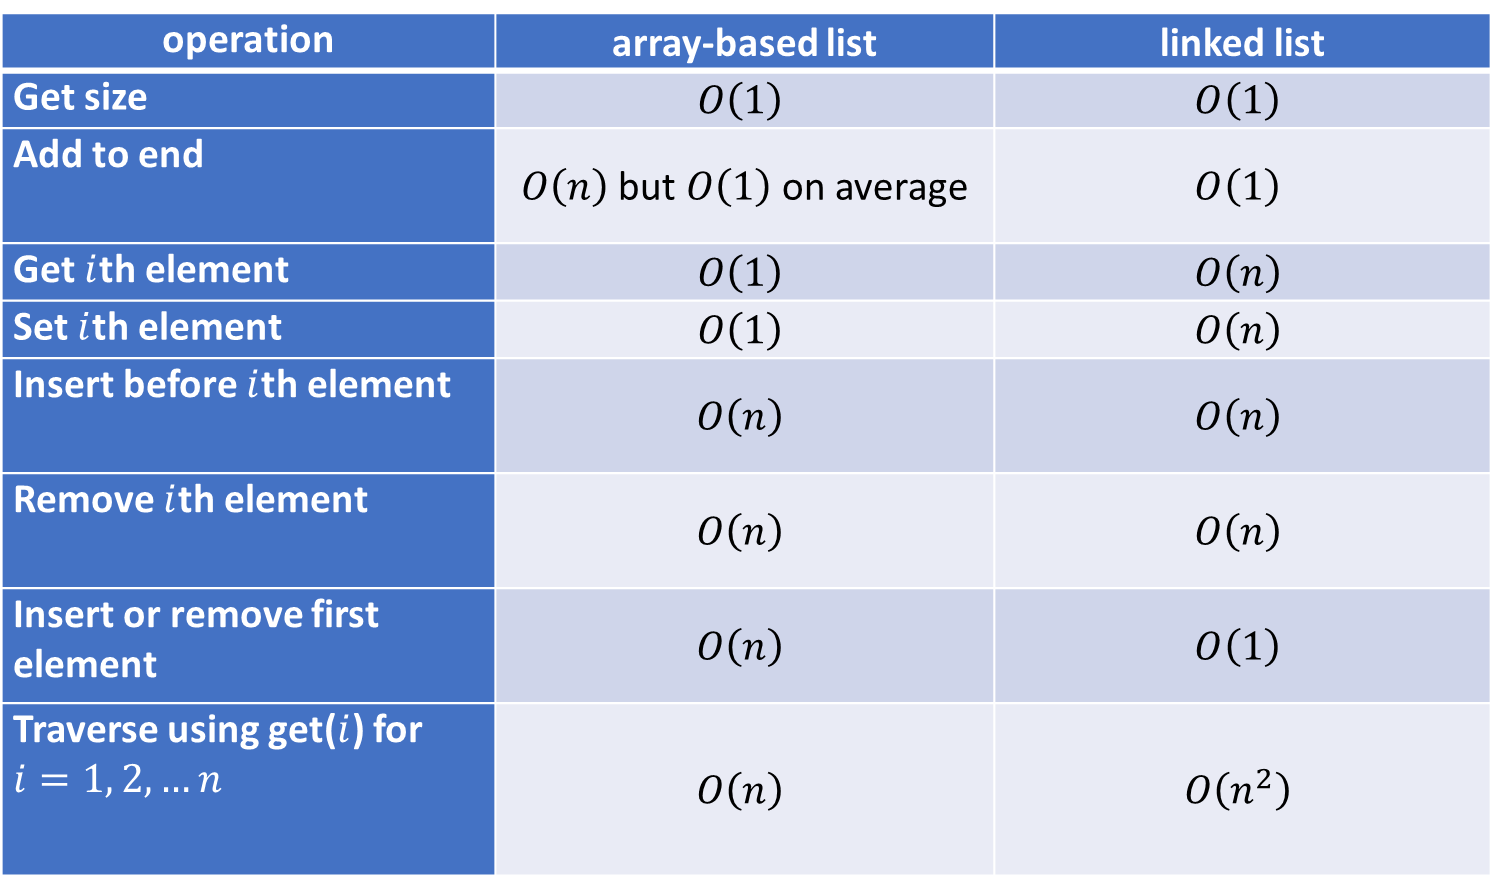 operation array-based list linked list
Get size O(1) O(1)
Add to end O(n) but O(1) on average O(1)
Get ith element O(1) O(n)
Set ith element O(1) O(n)
Insert before ith element O(n) O(n)
Remove ith element O(n) O(n)
Insert or remove first
element O(n) O(1)
Traverse using get(i) for
i = 1, 2, … n O(n) O(n²)